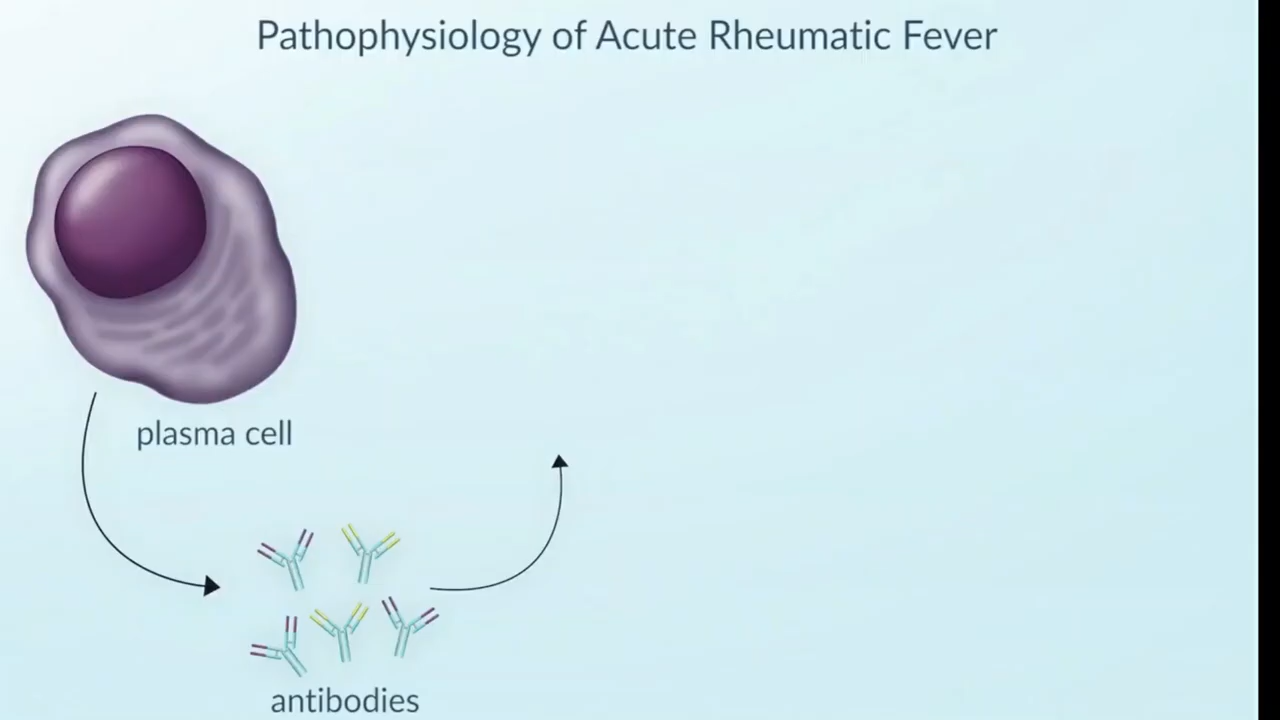 Pathophysiology of Acute Rheumatic Fever
plasma cell
antibodies